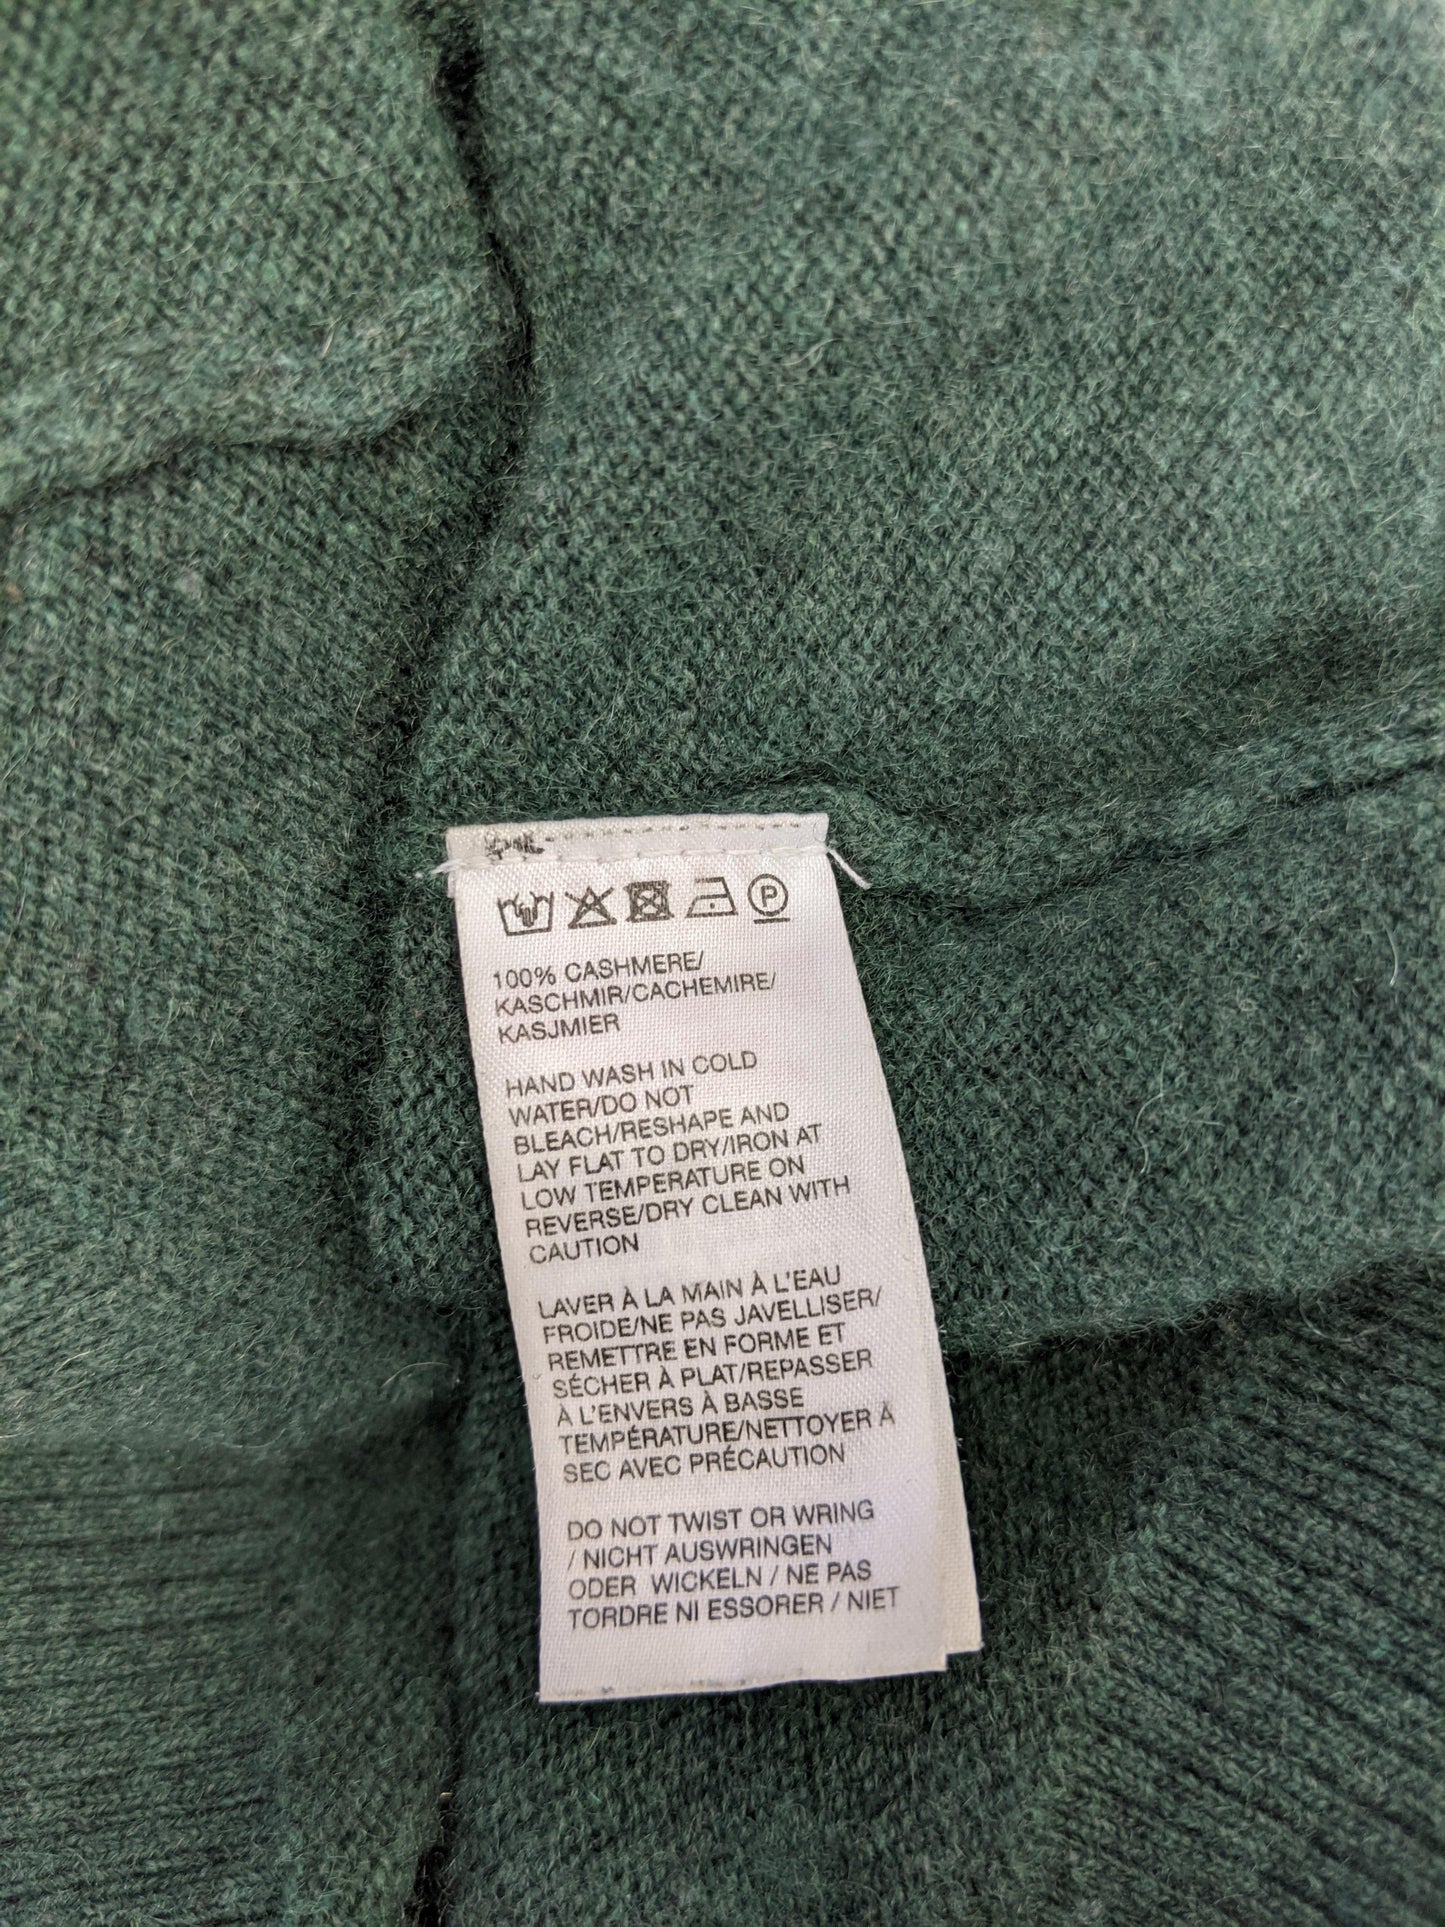 P
100% CASHMERE/
KASCHMIR/CACHEMIRE/
KASJMIER
HAND WASH IN COLD
WATER/DO NOT
BLEACH/RESHAPE AND
LAY FLAT TO DRY/IRON AT
LOW TEMPERATURE ON
REVERSE/DRY CLEAN WITH
CAUTION
LAVER À LA MAIN À L'EAU
FROIDE/NE PAS JAVELLISER/
REMETTRE EN FORME ET
SÉCHER À PLAT/REPASSER
À L'ENVERS À BASSE
TEMPÉRATURE/NETTOYER À
SEC AVEC PRÉCAUTION
DO NOT TWIST OR WRING
/ NICHT AUSWRINGEN
ODER WICKELN / NE PAS
TORDRE NI ESSORER / NIET